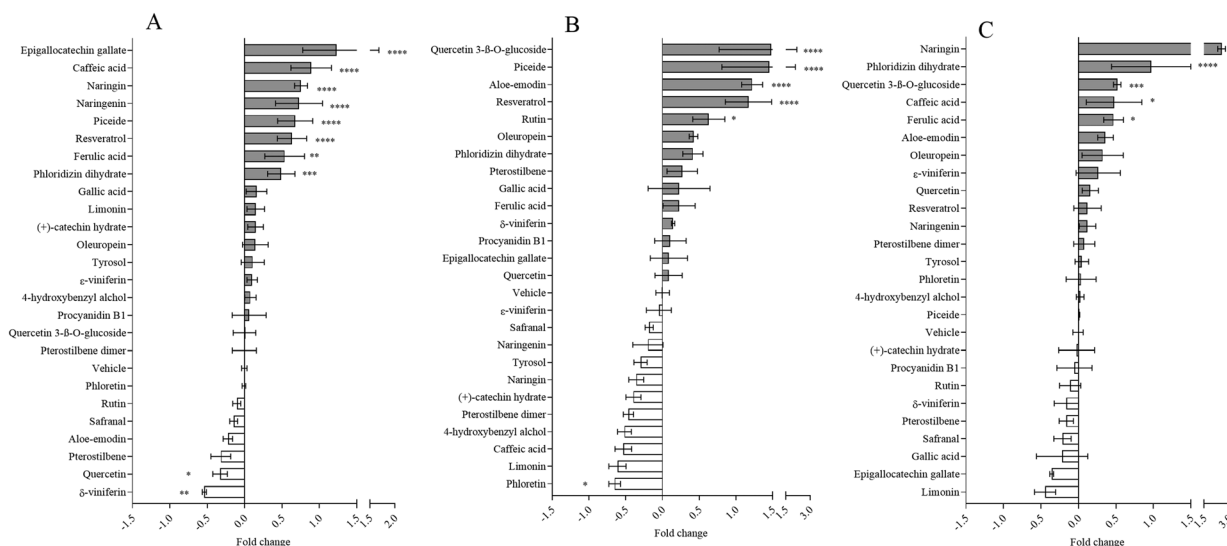 A
Epigallocatechin gallate ****
Caffeic acid ****
Naringin ****
Naringenin ****
Piceide ****
Resveratrol ****
Ferulic acid **
Phloridizin dihydrate ***
Gallic acid
Limonin
(+)-catechin hydrate
Oleuropein
Tyrosol
ε-viniferin
4-hydroxybenzyl alchol
Procyanidin B1
Quercetin 3-ß-O-glucoside
Pterostilbene dimer
Vehicle
Phloretin
Rutin
Safranal
Aloe-emodin
Pterostilbene
Quercetin *
δ-viniferin **
-1.5 -1.0 -0.5 0.0 0.5 1.0 1.5 2.0
Fold change
B
Quercetin 3-ß-O-glucoside ****
Piceide ****
Aloe-emodin ****
Resveratrol ****
Rutin *
Oleuropein
Phloridizin dihydrate
Pterostilbene
Gallic acid
Ferulic acid
δ-viniferin
Procyanidin B1
Epigallocatechin gallate
Quercetin
Vehicle
ε-viniferin
Safranal
Naringenin
Tyrosol
Naringin
(+)-catechin hydrate
Pterostilbene dimer
4-hydroxybenzyl alchol
Caffeic acid
Limonin
Phloretin *
-1.5 -1.0 -0.5 0.0 0.5 1.0 1.5 2.0
Fold change
C
Naringin
Phloridizin dihydrate ****
Quercetin 3-ß-O-glucoside ***
Caffeic acid *
Ferulic acid *
Aloe-emodin
Oleuropein
ε-viniferin
Quercetin
Resveratrol
Naringenin
Pterostilbene dimer
Tyrosol
Phloretin
4-hydroxybenzyl alchol
Piceide
Vehicle
(+)-catechin hydrate
Procyanidin B1
Rutin
δ-viniferin
Pterostilbene
Safranal
Gallic acid
Epigallocatechin gallate
Limonin
-1.5 -1.0 -0.5 0.0 0.5 1.0 1.5 3.0
Fold change